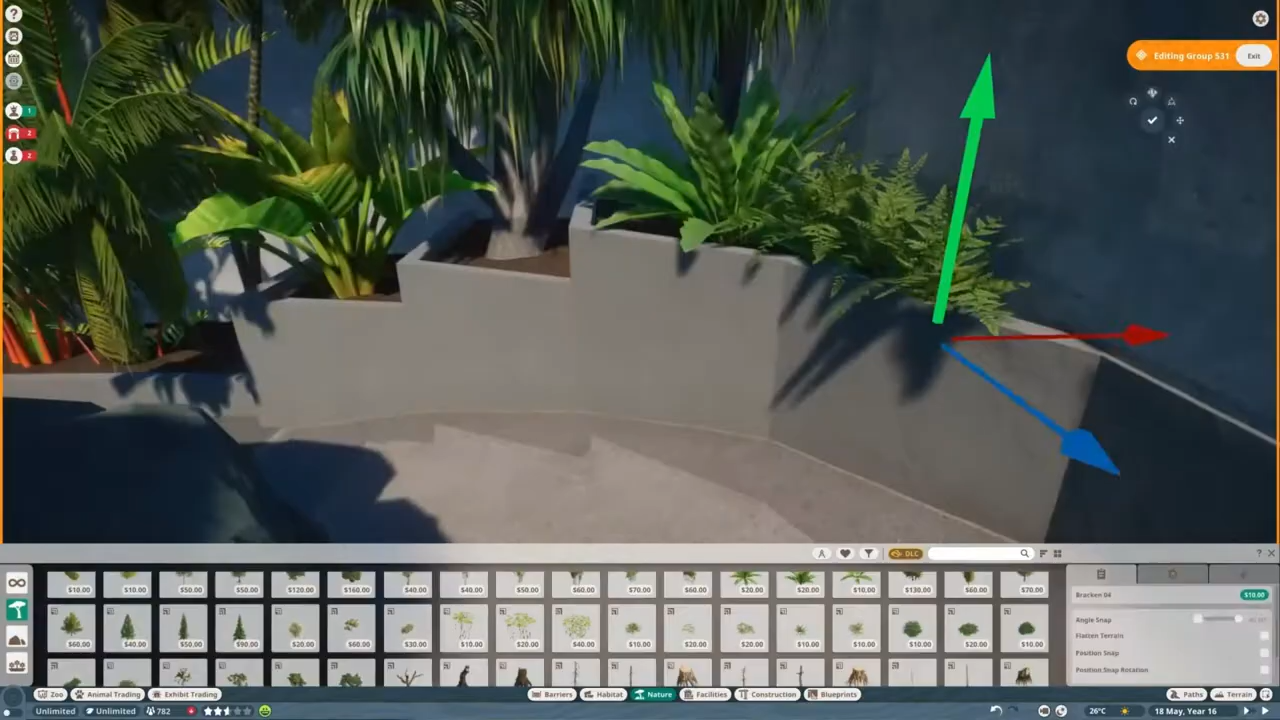 ?
Editing Group 531 Exit
1
2
2
DLC
? ×
$10.00 $10.00 $50.00 $50.00 $120.00 $160.00 $40.00 $40.00 $50.00 $60.00 $70.00 $60.00 $20.00 $20.00 $10.00 $130.00 $60.00 $70.00
Bracken 04 $10.00
$60.00 $40.00 $50.00 $90.00 $20.00 $60.00 $30.00 $10.00 $20.00 $40.00 $10.00 $20.00 $10.00 $20.00 $10.00 $10.00 $20.00 $10.00
Angle Snap
Flatten Terrain
Position Snap
Position Snap Rotation
Zoo Animal Trading Exhibit Trading Barriers Habitat Nature Facilities Construction Blueprints Paths Terrain
Unlimited Unlimited 782 26°C 18 May, Year 16